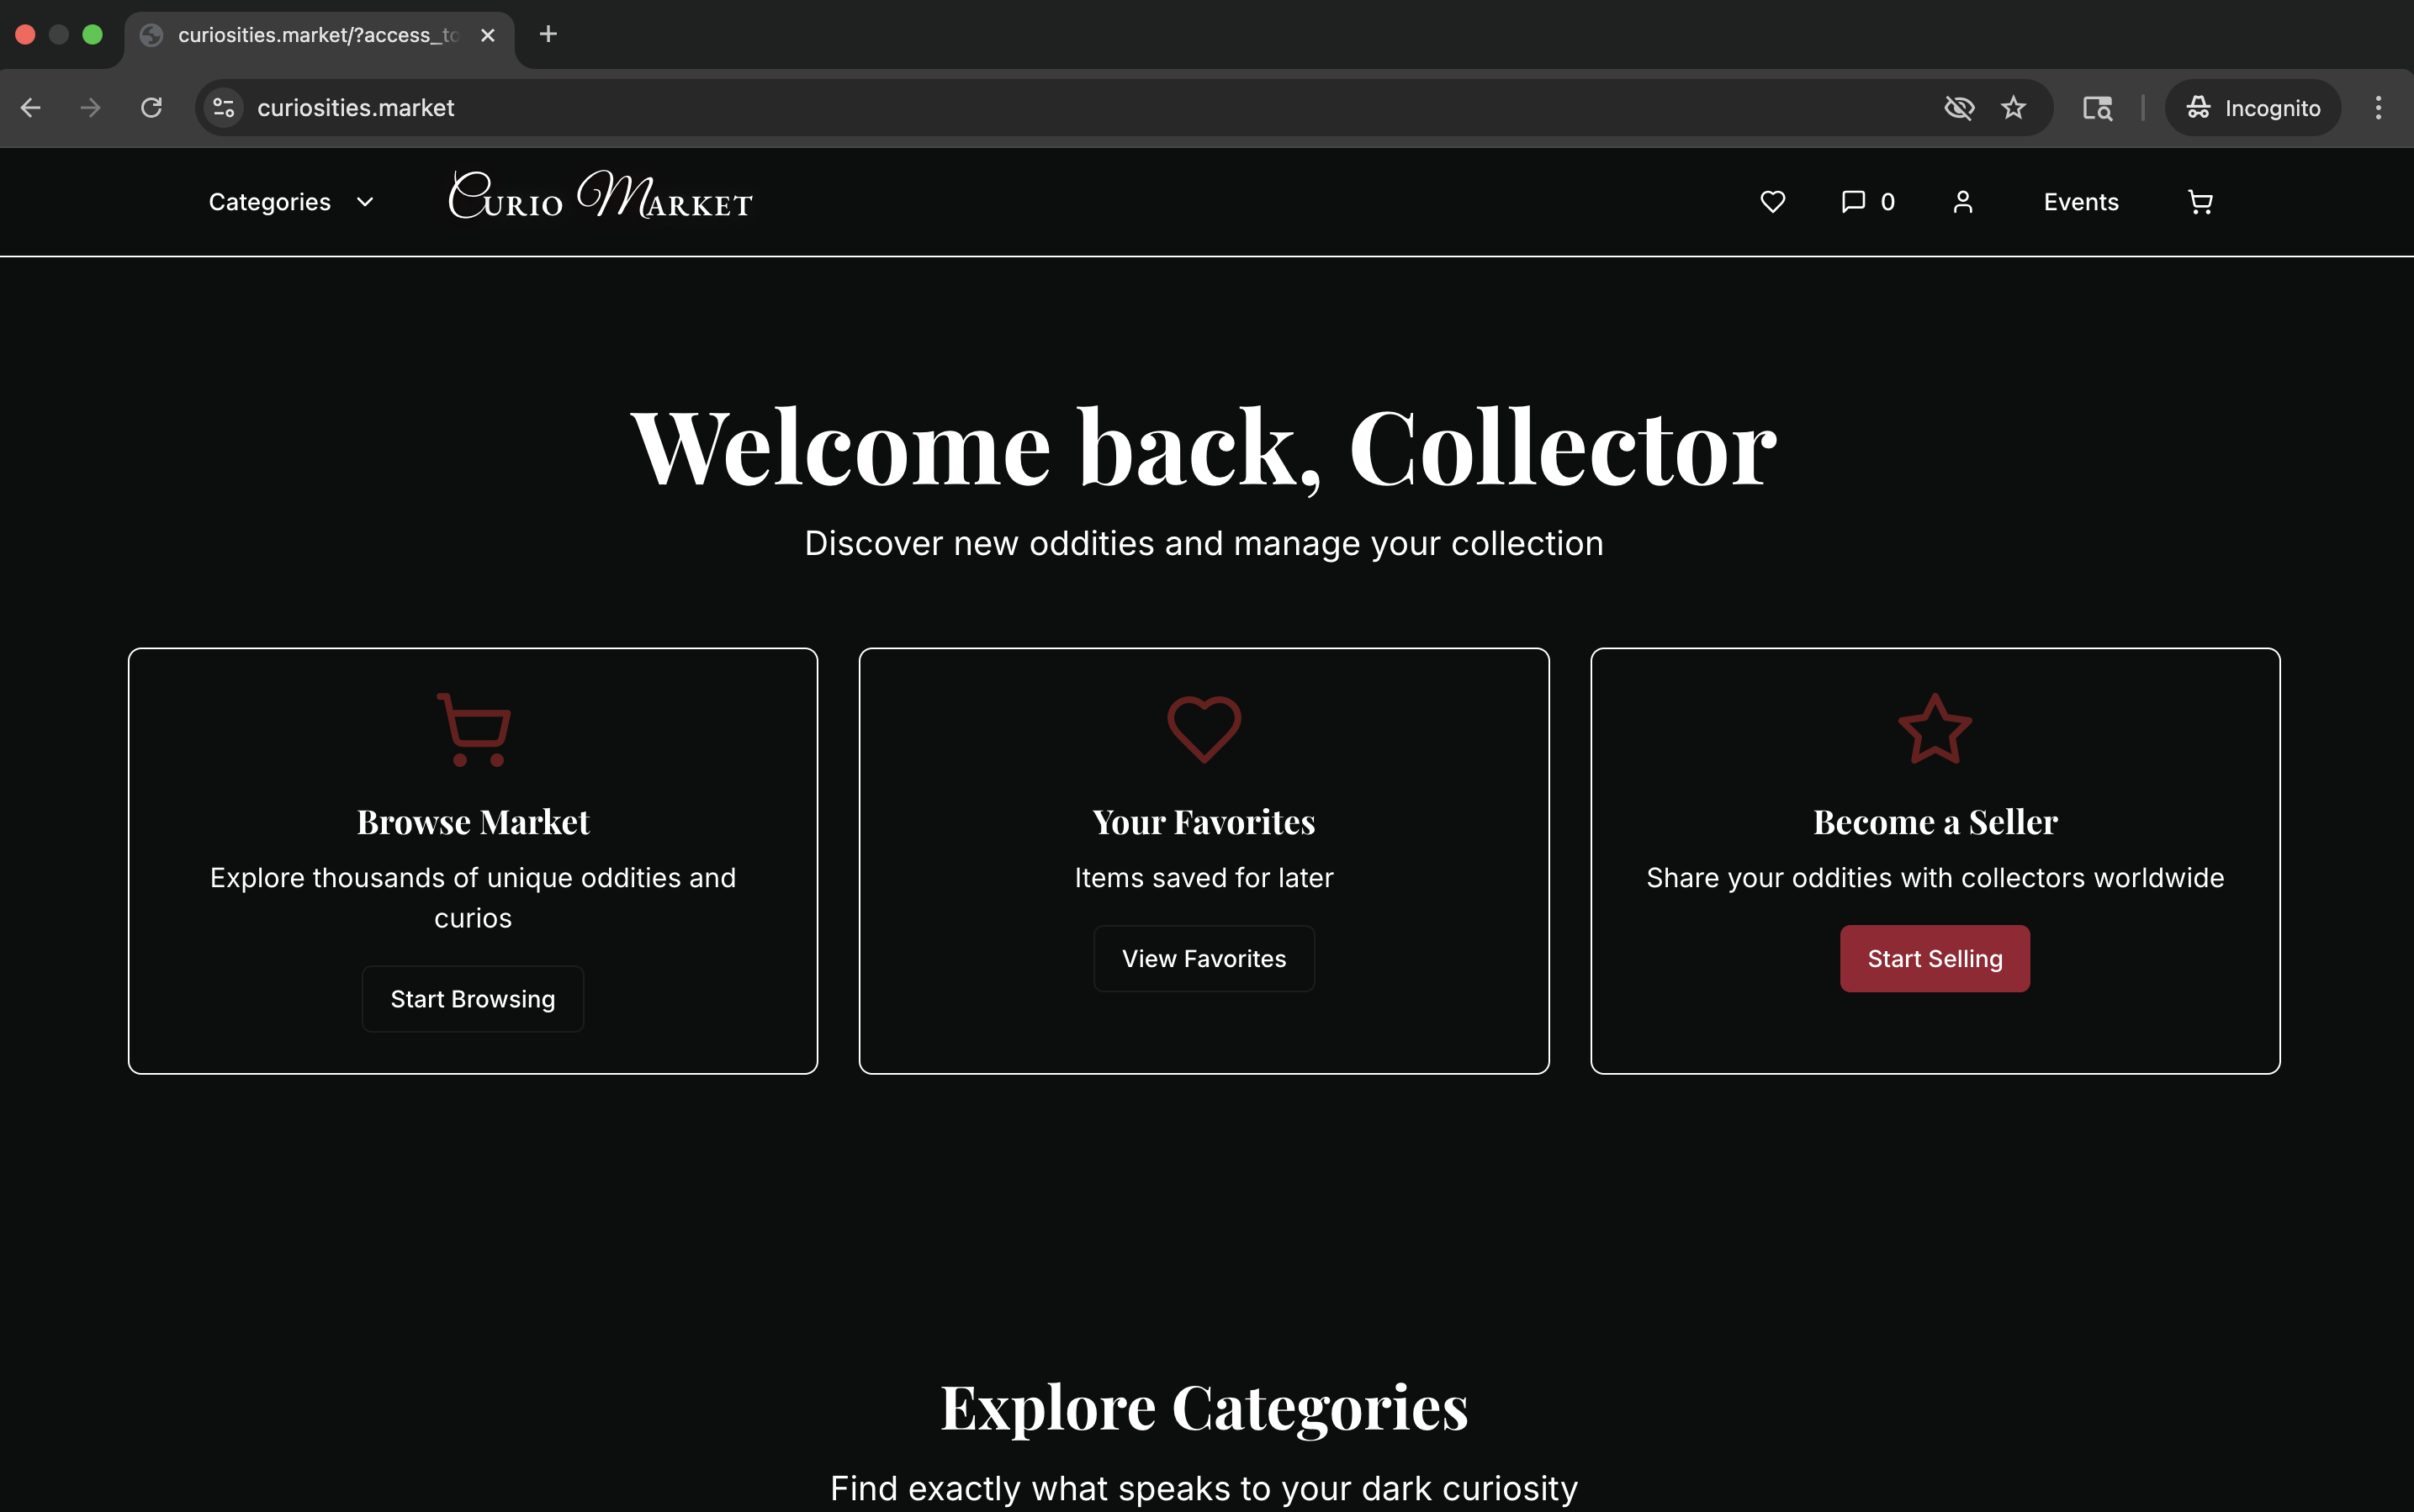 curiosities.market/?access_to
curiosities.market
Incognito
Categories
Curio Market
0
Events
Welcome back, Collector
Discover new oddities and manage your collection
Browse Market
Explore thousands of unique oddities and
curios
Start Browsing
Your Favorites
Items saved for later
View Favorites
Become a Seller
Share your oddities with collectors worldwide
Start Selling
Explore Categories
Find exactly what speaks to your dark curiosity